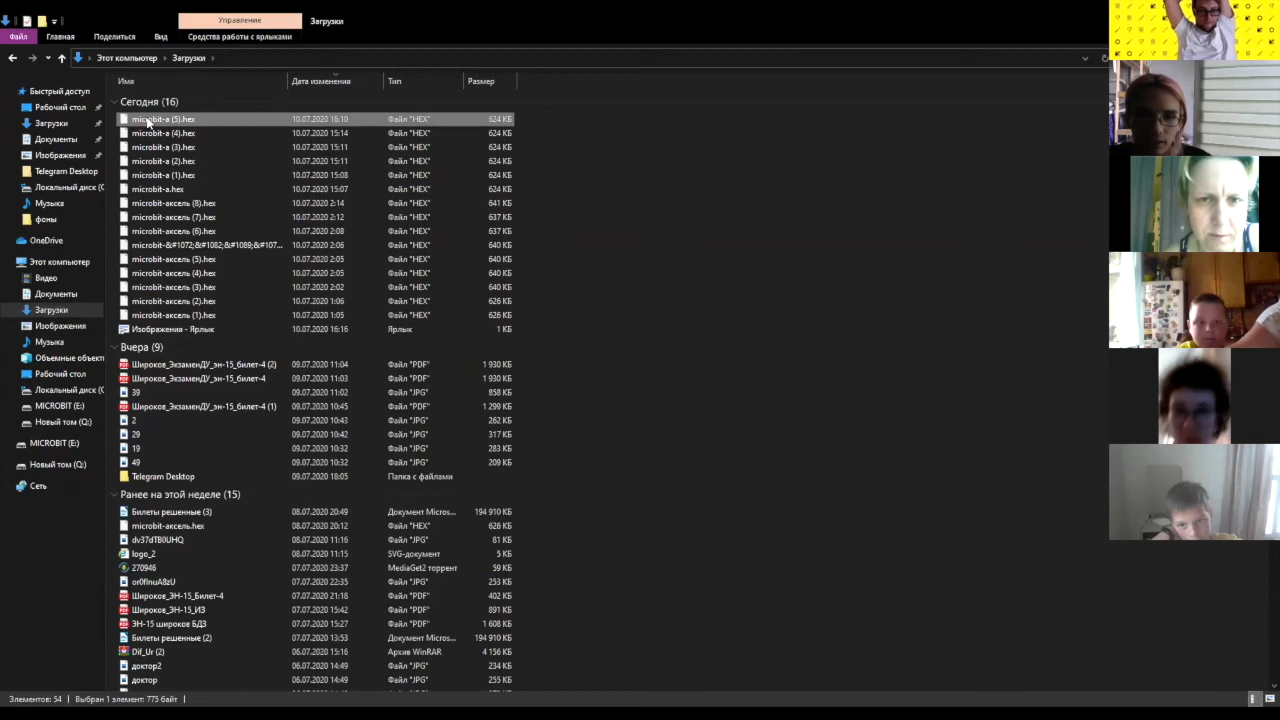 Управление
Загрузки
Файл
Главная
Поделиться
Вид
Средства работы с ярлыками
Этот компьютер
Загрузки
Имя
Дата изменения
Тип
Размер
Быстрый доступ
Рабочий стол
Загрузки
Документы
Изображения
Telegram Desktop
Локальный диск (C
Музыка
фоны
OneDrive
Этот компьютер
Видео
Документы
Загрузки
Изображения
Музыка
Объемные объект
Рабочий стол
Локальный диск (C
MICROBIT (E:)
Новый том (Q:)
MICROBIT (E:)
Новый том (Q:)
Сеть
Сегодня (16)
microbit-a (5).hex 10.07.2020 16:10 Файл "HEX" 624 КБ
microbit-a (4).hex 10.07.2020 15:14 Файл "HEX" 624 КБ
microbit-a (3).hex 10.07.2020 15:11 Файл "HEX" 624 КБ
microbit-a (2).hex 10.07.2020 15:11 Файл "HEX" 624 КБ
microbit-a (1).hex 10.07.2020 15:08 Файл "HEX" 624 КБ
microbit-a.hex 10.07.2020 15:07 Файл "HEX" 624 КБ
microbit-аксель (8).hex 10.07.2020 2:14 Файл "HEX" 641 КБ
microbit-аксель (7).hex 10.07.2020 2:12 Файл "HEX" 637 КБ
microbit-аксель (6).hex 10.07.2020 2:08 Файл "HEX" 637 КБ
microbit-&#1072;&#1082;&#1089;&#107... 10.07.2020 2:06 Файл "HEX" 640 КБ
microbit-аксель (5).hex 10.07.2020 2:05 Файл "HEX" 640 КБ
microbit-аксель (4).hex 10.07.2020 2:05 Файл "HEX" 640 КБ
microbit-аксель (3).hex 10.07.2020 2:02 Файл "HEX" 640 КБ
microbit-аксель (2).hex 10.07.2020 1:06 Файл "HEX" 626 КБ
microbit-аксель (1).hex 10.07.2020 1:05 Файл "HEX" 626 КБ
Изображения - Ярлык 10.07.2020 16:16 Ярлык 1 КБ
Вчера (9)
Широков_ЭкзаменДУ_эн-15_билет-4 (2) 09.07.2020 11:04 Файл "PDF" 1 930 КБ
Широков_ЭкзаменДУ_эн-15_билет-4 09.07.2020 11:03 Файл "PDF" 1 930 КБ
39 09.07.2020 11:02 Файл "JPG" 858 КБ
Широков_ЭкзаменДУ_эн-15_билет-4 (1) 09.07.2020 10:45 Файл "PDF" 1 299 КБ
2 09.07.2020 10:43 Файл "JPG" 262 КБ
29 09.07.2020 10:42 Файл "JPG" 317 КБ
19 09.07.2020 10:32 Файл "JPG" 283 КБ
49 09.07.2020 10:32 Файл "JPG" 209 КБ
Telegram Desktop 09.07.2020 18:05 Папка с файлами
Ранее на этой неделе (15)
Билеты решенные (3) 08.07.2020 20:49 Документ Micros... 194 910 КБ
microbit-аксель.hex 08.07.2020 20:12 Файл "HEX" 626 КБ
dv37dTB0UHQ 08.07.2020 11:16 Файл "JPG" 81 КБ
logo_2 08.07.2020 11:15 SVG-документ 5 КБ
270946 07.07.2020 23:37 MediaGet2 торрент 59 КБ
or0fInuA8zU 07.07.2020 22:35 Файл "JPG" 253 КБ
Широков_ЭН-15_Билет-4 07.07.2020 21:18 Файл "PDF" 402 КБ
Широков_ЭН-15_ИЗ 07.07.2020 15:42 Файл "PDF" 891 КБ
ЭН-15 широков БДЗ 07.07.2020 15:27 Файл "PDF" 1 608 КБ
Билеты решенные (2) 07.07.2020 13:53 Документ Micros... 194 910 КБ
Dif_Ur (2) 06.07.2020 15:16 Архив WinRAR 4 156 КБ
доктор2 06.07.2020 14:49 Файл "JPG" 234 КБ
доктор 06.07.2020 14:49 Файл "JPG" 255 КБ
Элементов: 54
Выбран 1 элемент: 775 байт